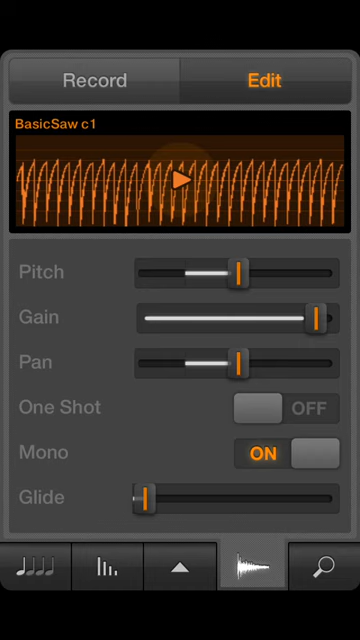 Record Edit
BasicSaw c1
Pitch
Gain
Pan
One Shot OFF
Mono ON
Glide